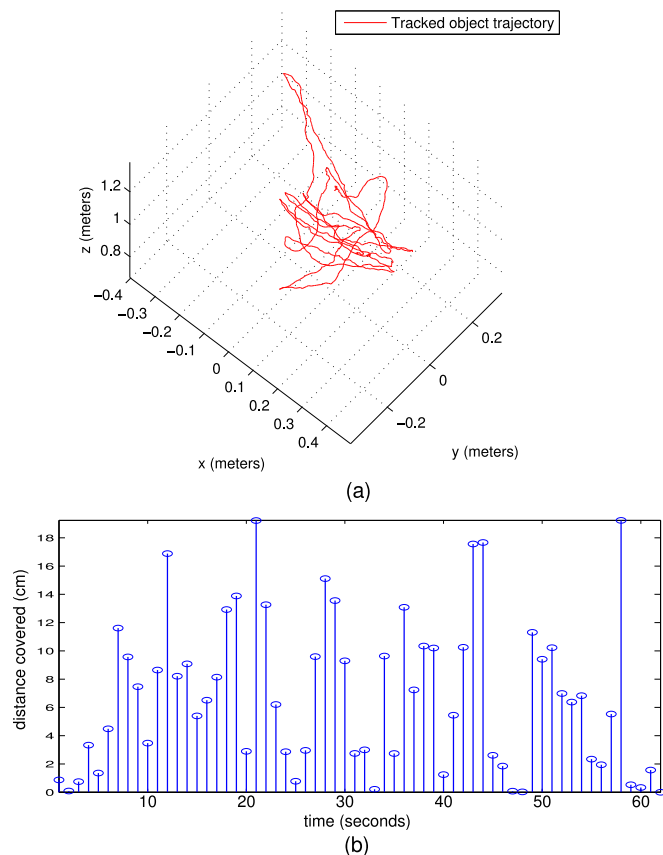 Tracked object trajectory
1.2
1
0.8
z (meters)
−0.4
−0.3
−0.2
−0.1
0
0.1
0.2
0.3
0.4
x (meters)
0.2
0
−0.2
y (meters)
(a)
18
16
14
12
10
8
6
4
2
0
distance covered (cm)
10 20 30 40 50 60
time (seconds)
(b)